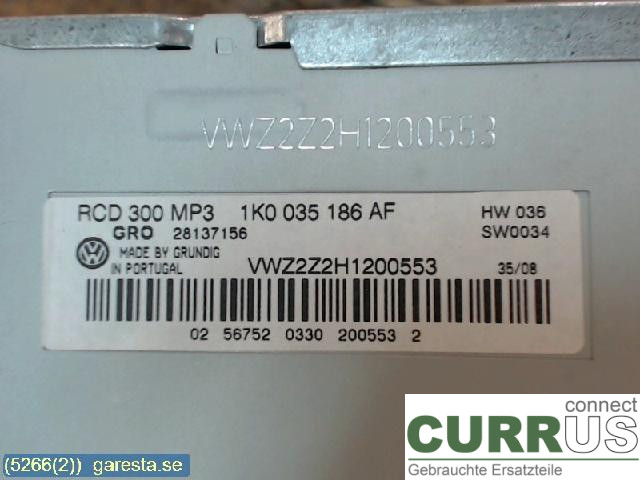 VWZ2Z2H1200553
RCD 300 MP3 1K0 035 186 AF HW 036
GRO 28137156 SW0034
MADE BY GRUNDIG
IN PORTUGAL VWZ2Z2H1200553 35/08
02 56752 0330 200553 2
connect
CURRUS
Gebrauchte Ersatzteile
(5266(2)) garesta.se